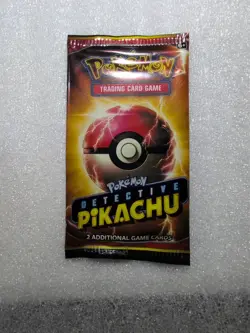 Pokémon
TRADING CARD GAME
POKÉMON
DETECTIVE
PiKACHU
2 ADDITIONAL GAME CARDS